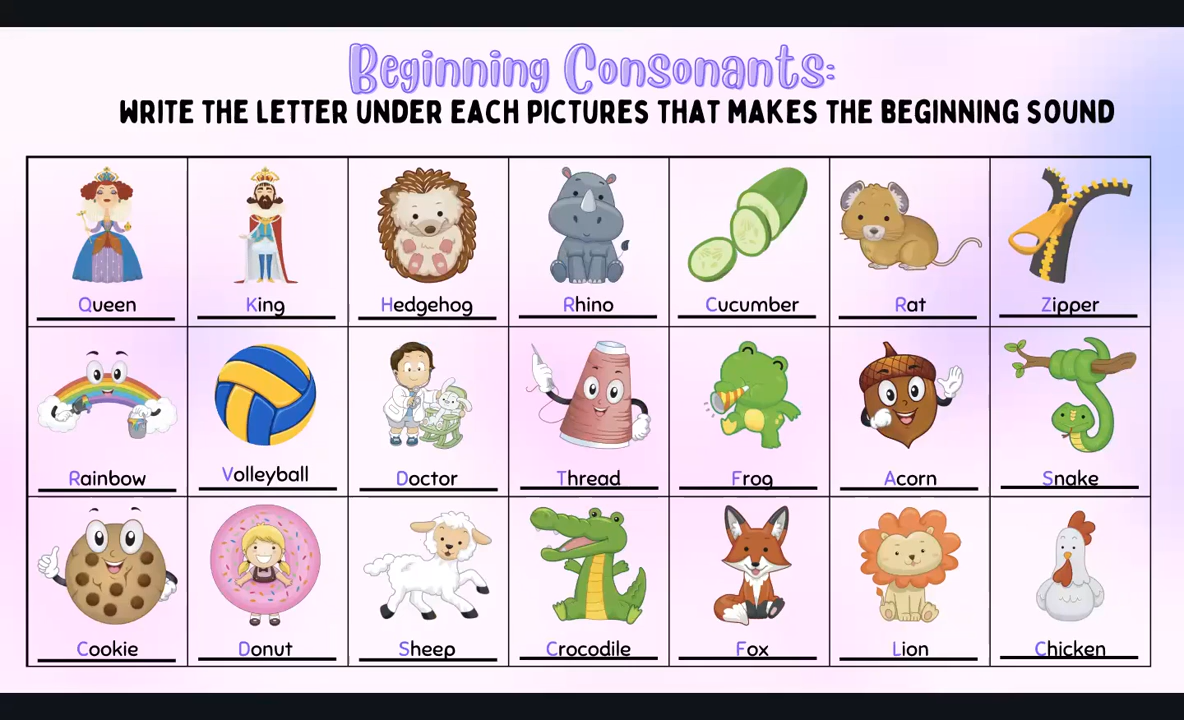 Beginning Consonants:
WRITE THE LETTER UNDER EACH PICTURES THAT MAKES THE BEGINNING SOUND
Queen King Hedgehog Rhino Cucumber Rat Zipper
Rainbow Volleyball Doctor Thread Frog Acorn Snake
Cookie Donut Sheep Crocodile Fox Lion Chicken